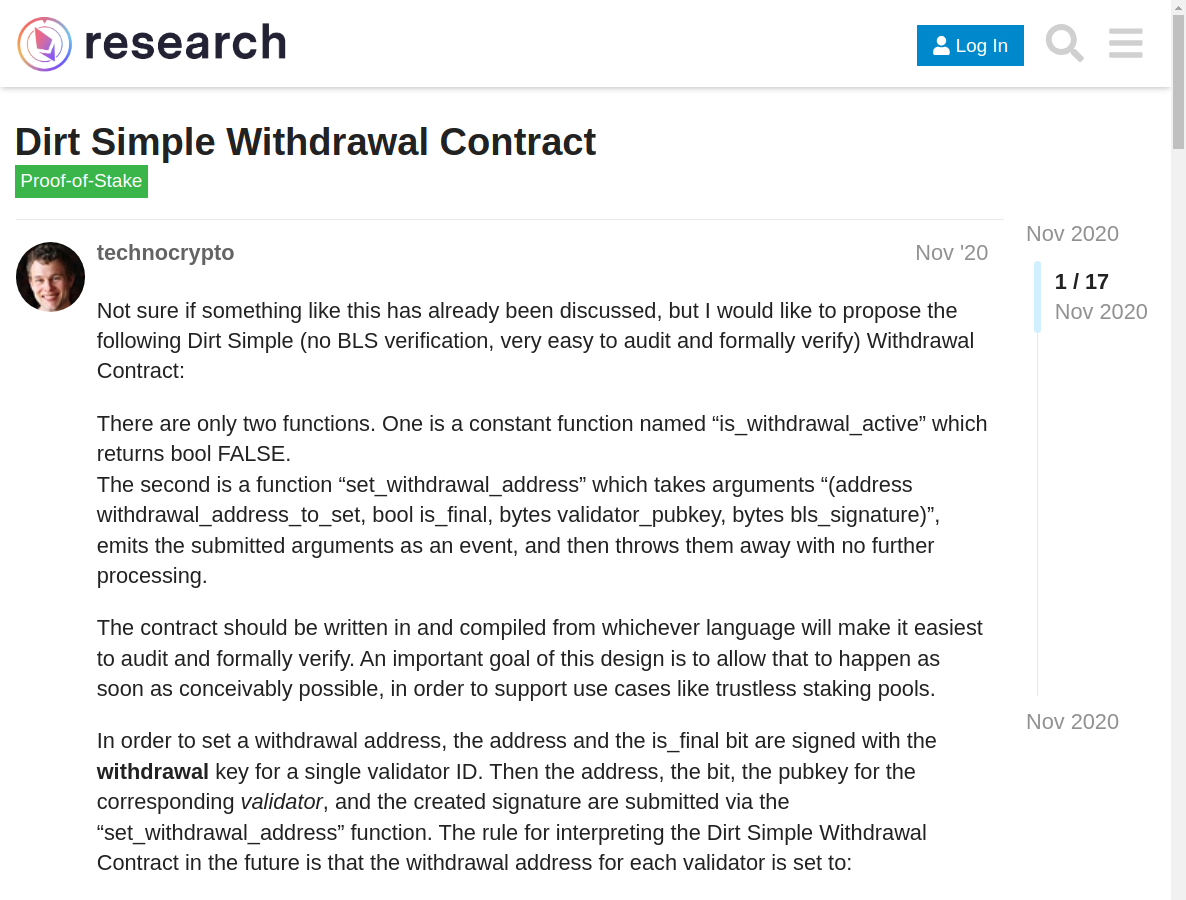 research
Log In
Dirt Simple Withdrawal Contract
Proof-of-Stake
technocrypto
Nov '20
Not sure if something like this has already been discussed, but I would like to propose the
following Dirt Simple (no BLS verification, very easy to audit and formally verify) Withdrawal
Contract:
There are only two functions. One is a constant function named “is_withdrawal_active” which
returns bool FALSE.
The second is a function “set_withdrawal_address” which takes arguments “(address
withdrawal_address_to_set, bool is_final, bytes validator_pubkey, bytes bls_signature)”,
emits the submitted arguments as an event, and then throws them away with no further
processing.
The contract should be written in and compiled from whichever language will make it easiest
to audit and formally verify. An important goal of this design is to allow that to happen as
soon as conceivably possible, in order to support use cases like trustless staking pools.
In order to set a withdrawal address, the address and the is_final bit are signed with the
withdrawal key for a single validator ID. Then the address, the bit, the pubkey for the
corresponding validator, and the created signature are submitted via the
“set_withdrawal_address” function. The rule for interpreting the Dirt Simple Withdrawal
Contract in the future is that the withdrawal address for each validator is set to:
Nov 2020
1 / 17
Nov 2020
Nov 2020